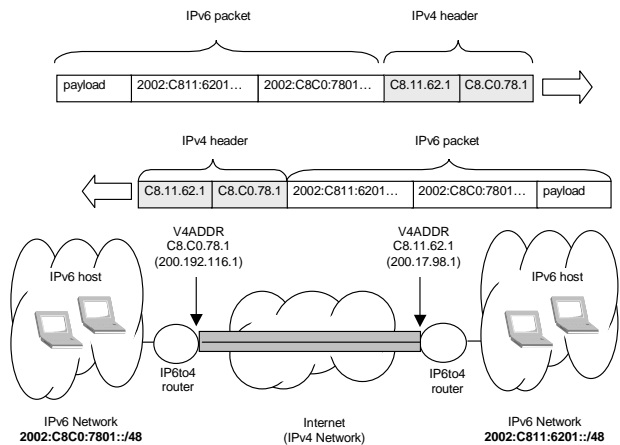 IPv6 packet
IPv4 header
payload
2002:C811:6201…
2002:C8C0:7801…
C8.11.62.1
C8.C0.78.1
IPv4 header
IPv6 packet
C8.11.62.1
C8.C0.78.1
2002:C811:6201…
2002:C8C0:7801…
payload
V4ADDR
C8.C0.78.1
(200.192.116.1)
V4ADDR
C8.11.62.1
(200.17.98.1)
IPv6 host
IPv6 host
IP6to4
router
IP6to4
router
IPv6 Network
2002:C8C0:7801::/48
Internet
(IPv4 Network)
IPv6 Network
2002:C811:6201::/48